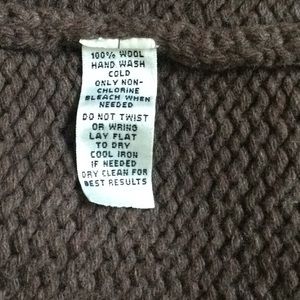 100% WOOL
HAND WASH
COLD
ONLY NON-
CHLORINE
BLEACH WHEN
NEEDED
DO NOT TWIST
OR WRING
LAY FLAT
TO DRY
COOL IRON
IF NEEDED
DRY CLEAN FOR
BEST RESULTS